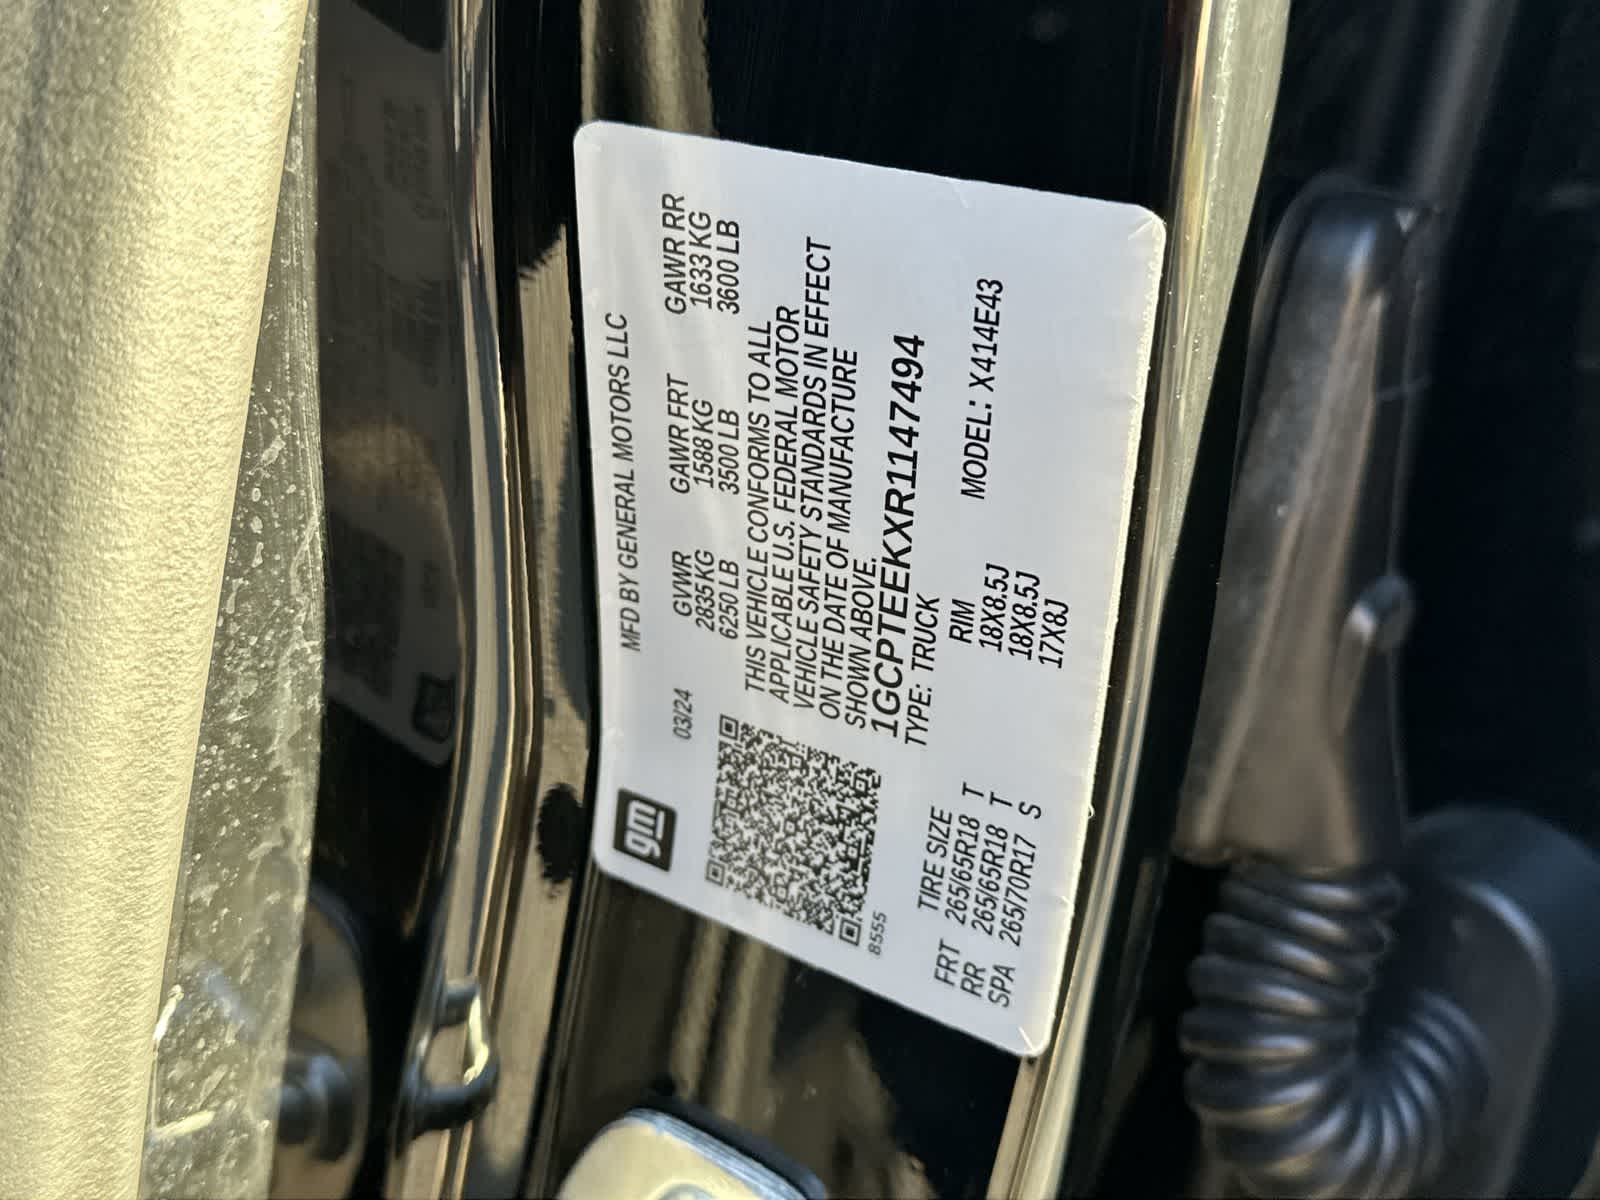 gm
MFD BY GENERAL MOTORS LLC
03/24 GVWR GAWR FRT GAWR RR
2835 KG 1588 KG 1633 KG
6250 LB 3500 LB 3600 LB
THIS VEHICLE CONFORMS TO ALL
APPLICABLE U.S. FEDERAL MOTOR
VEHICLE SAFETY STANDARDS IN EFFECT
ON THE DATE OF MANUFACTURE
SHOWN ABOVE.
1GCPTEEKXR1147494
8555
TYPE: TRUCK MODEL: X414E43
TIRE SIZE RIM
FRT 265/65R18 T 18X8.5J
RR 265/65R18 T 18X8.5J
SPA 265/70R17 S 17X8J